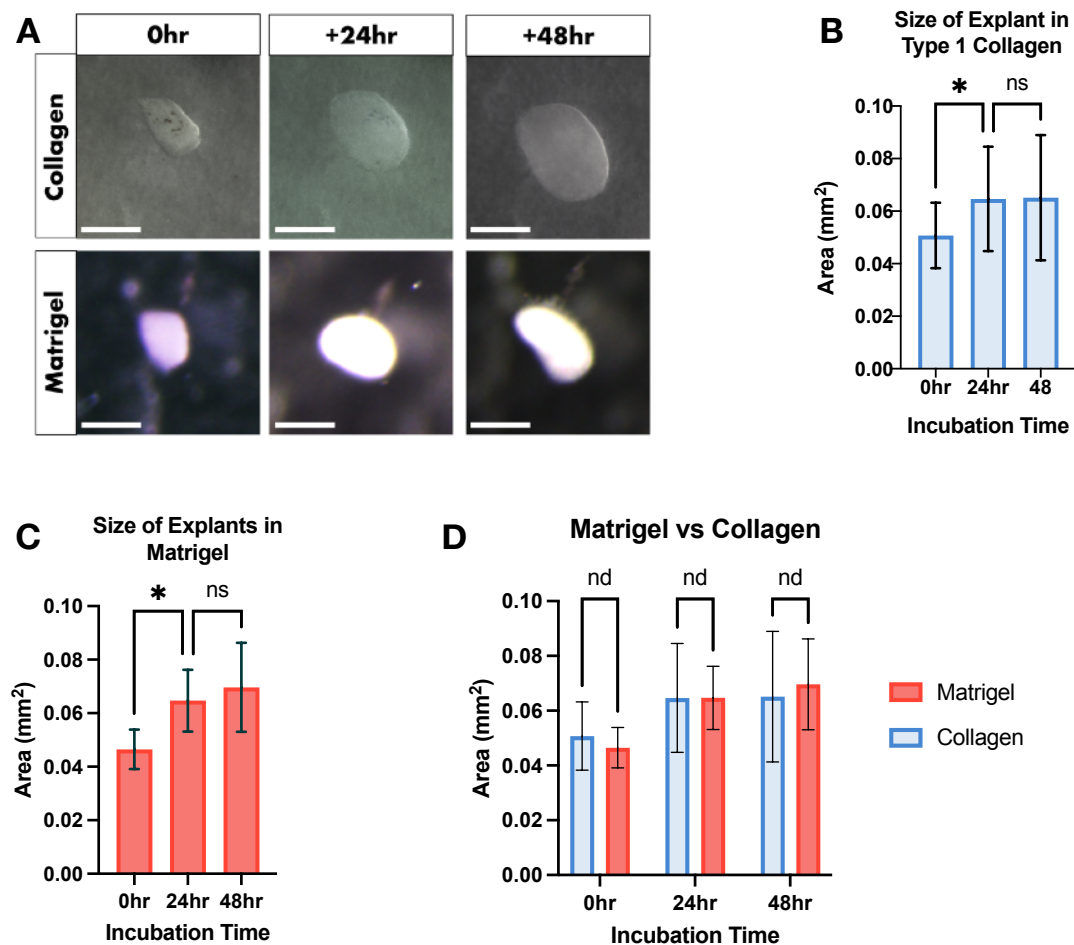 A
0hr
+24hr
+48hr
Collagen
Matrigel
B
Size of Explant in
Type 1 Collagen
*
ns
0.10
0.08
0.06
0.04
0.02
0.00
Area (mm²)
0hr
24hr
48
Incubation Time
C
Size of Explants in
Matrigel
*
ns
0.10
0.08
0.06
0.04
0.02
0.00
Area (mm²)
0hr
24hr
48hr
Incubation Time
D
Matrigel vs Collagen
nd
nd
nd
0.10
0.08
0.06
0.04
0.02
0.00
Area (mm²)
0hr
24hr
48hr
Incubation Time
Matrigel
Collagen